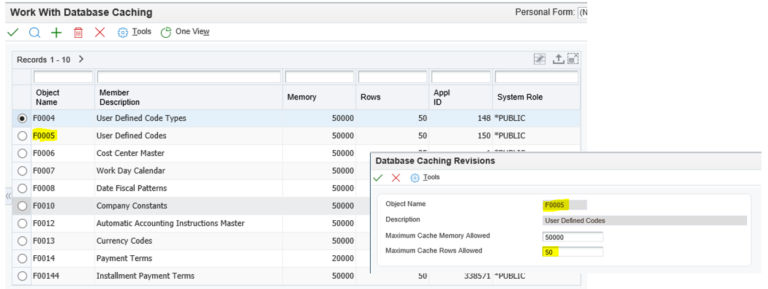 Work With Database Caching
Personal Form: (N
Tools One View
Records 1 - 10 >
Object Name Member Description Memory Rows Appl ID System Role
F0004 User Defined Code Types 50000 50 148 *PUBLIC
F0005 User Defined Codes 50000 50 150 *PUBLIC
F0006 Cost Center Master 50000
F0007 Work Day Calendar 50000
F0008 Date Fiscal Patterns 50000
F0010 Company Constants 50000
F0012 Automatic Accounting Instructions Master 50000
F0013 Currency Codes 50000
F0014 Payment Terms 20000
F00144 Installment Payment Terms 50000 50 338571 *PUBLIC
Database Caching Revisions
Tools
Object Name F0005
Description User Defined Codes
Maximum Cache Memory Allowed 50000
Maximum Cache Rows Allowed 50